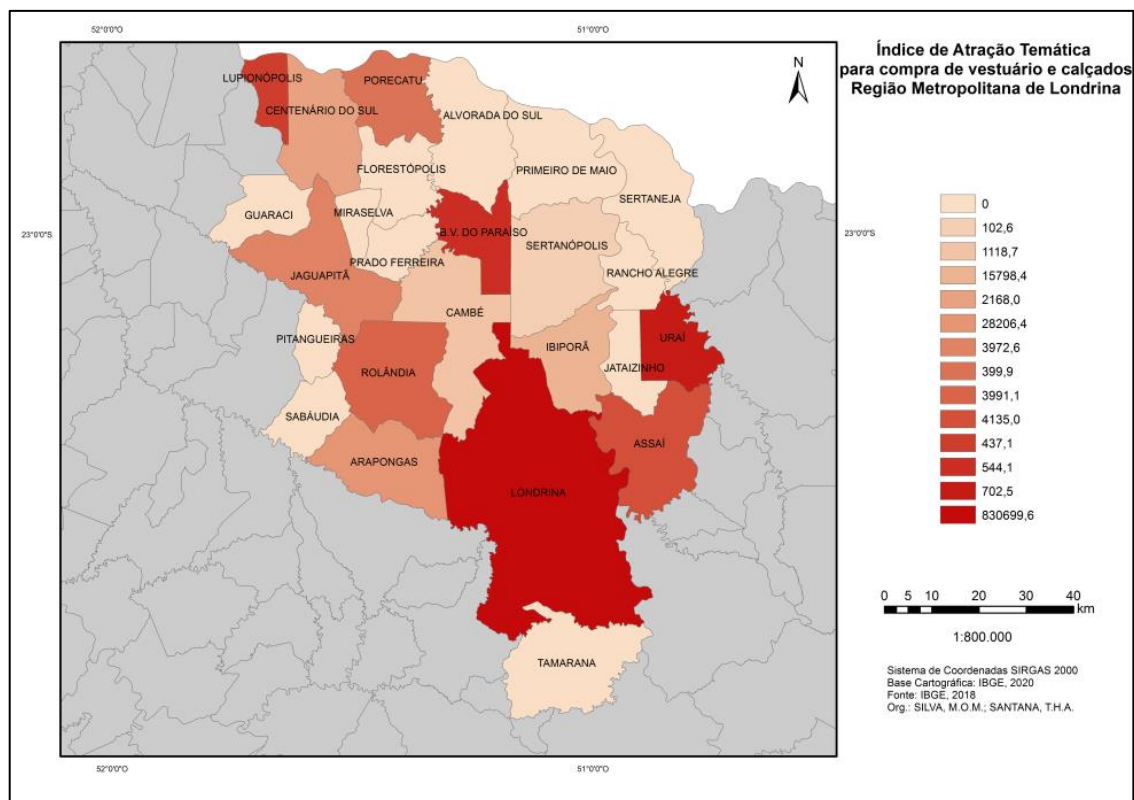 52°0'0"O
51°0'0"O
Índice de Atração Temática
para compra de vestuário e calçados
Região Metropolitana de Londrina
N
LUPIONÓPOLIS
PORECATU
CENTENÁRIO DO SUL
ALVORADA DO SUL
FLORESTÓPOLIS
PRIMEIRO DE MAIO
SERTANEJA
GUARACI
MIRASELVA
23°0'0"S
B.V. DO PARAÍSO
SERTANÓPOLIS
23°0'0"S
PRADO FERREIRA
RANCHO ALEGRE
JAGUAPITÃ
CAMBÉ
PITANGUEIRAS
URAÍ
IBIPORÃ
JATAIZINHO
ROLÂNDIA
SABÁUDIA
ASSAÍ
ARAPONGAS
LONDRINA
TAMARANA
0
102,6
1118,7
15798,4
2168,0
28206,4
3972,6
399,9
3991,1
4135,0
437,1
544,1
702,5
830699,6
0 5 10 20 30 40
km
1:800.000
Sistema de Coordenadas SIRGAS 2000
Base Cartográfica: IBGE, 2020
Fonte: IBGE, 2018
Org.: SILVA, M.O.M.; SANTANA, T.H.A.
52°0'0"O
51°0'0"O